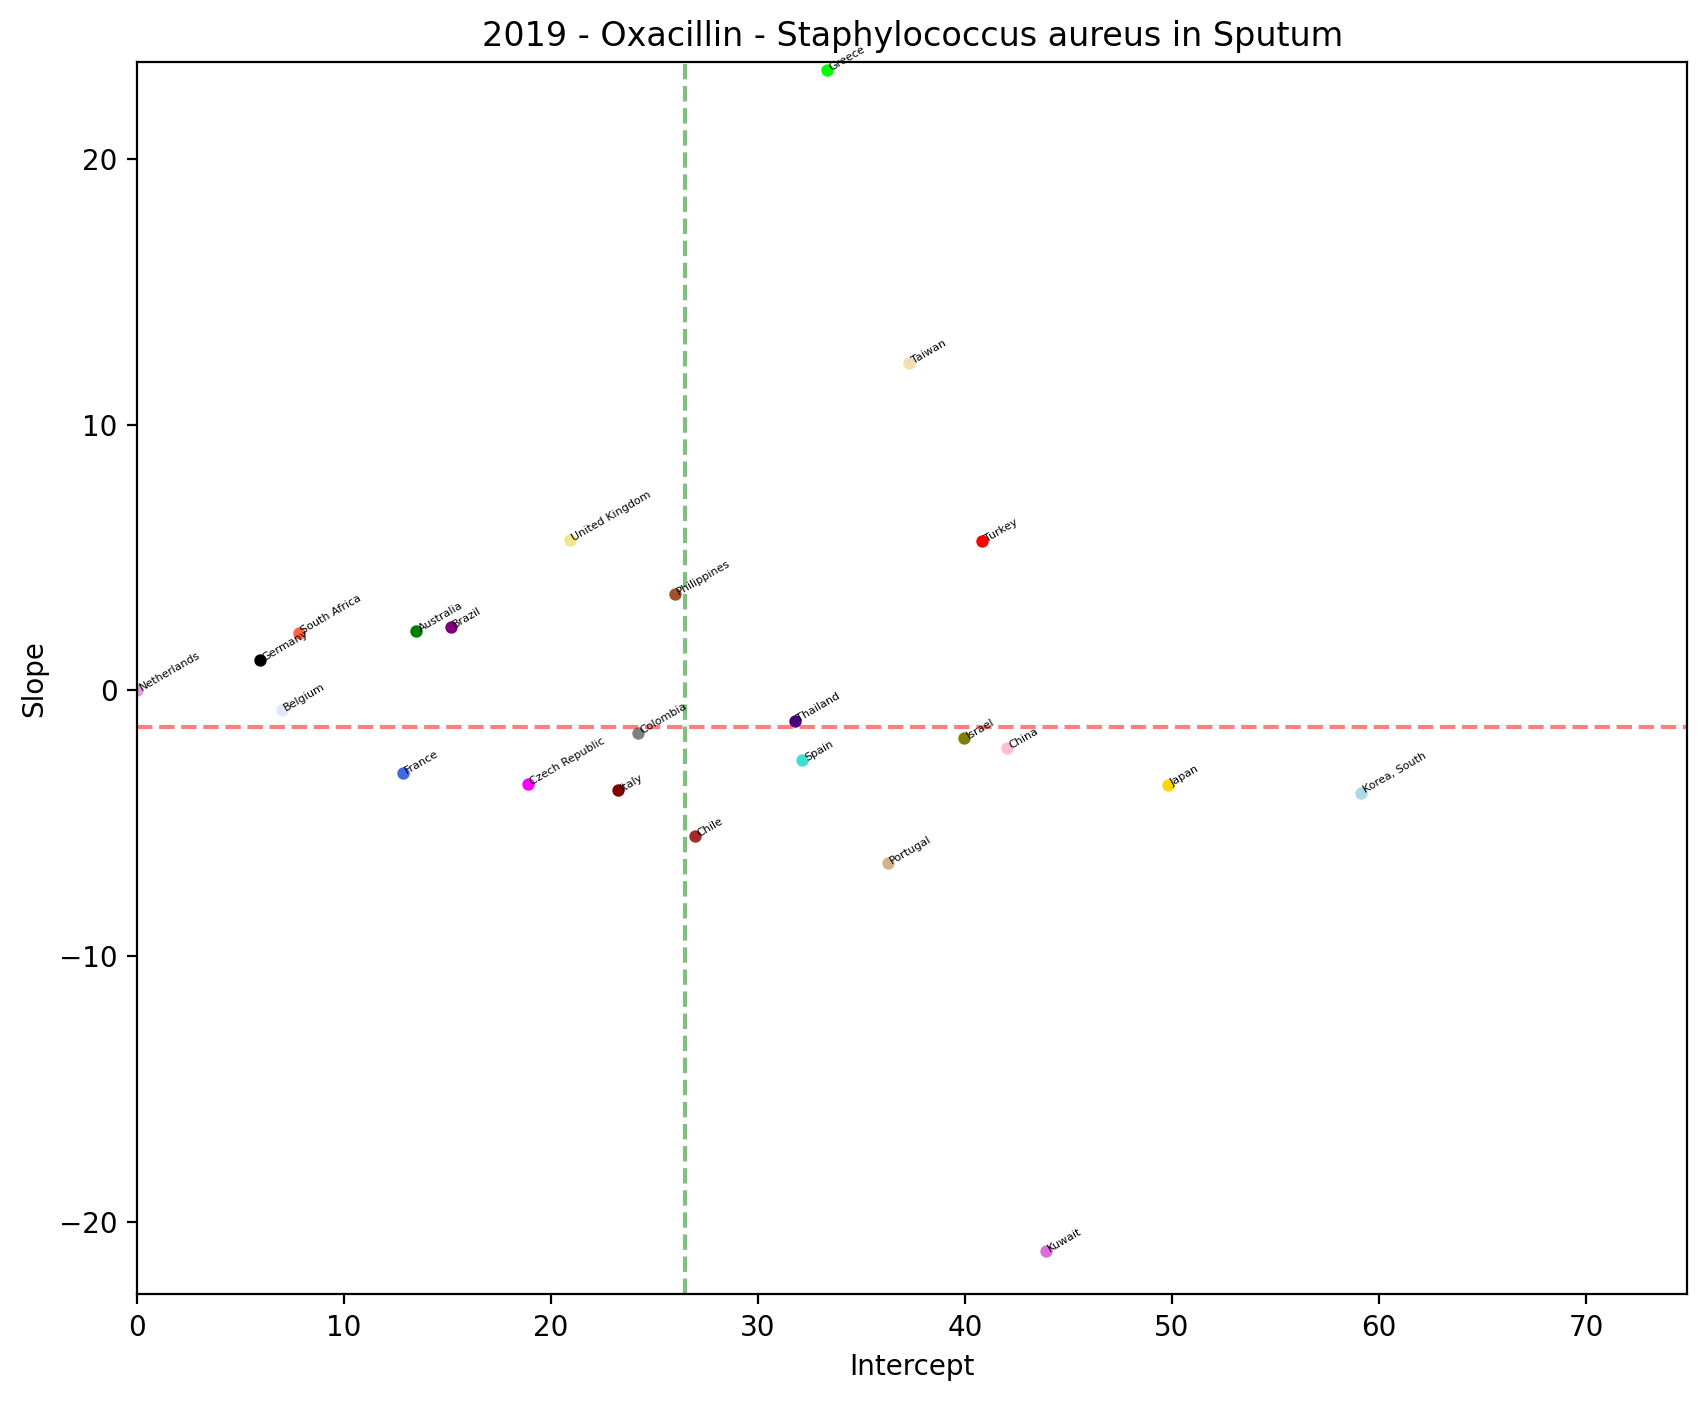 2019 - Oxacillin - Staphylococcus aureus in Sputum
Greece
20
Taiwan
10
United Kingdom
Turkey
Philippines
South Africa
Australia
Brazil
Germany
Netherlands
0
Belgium
Thailand
Colombia
Israel
China
France
Czech Republic
Spain
Italy
Japan
Korea, South
Chile
Portugal
−10
−20
Kuwait
Slope
0 10 20 30 40 50 60 70
Intercept